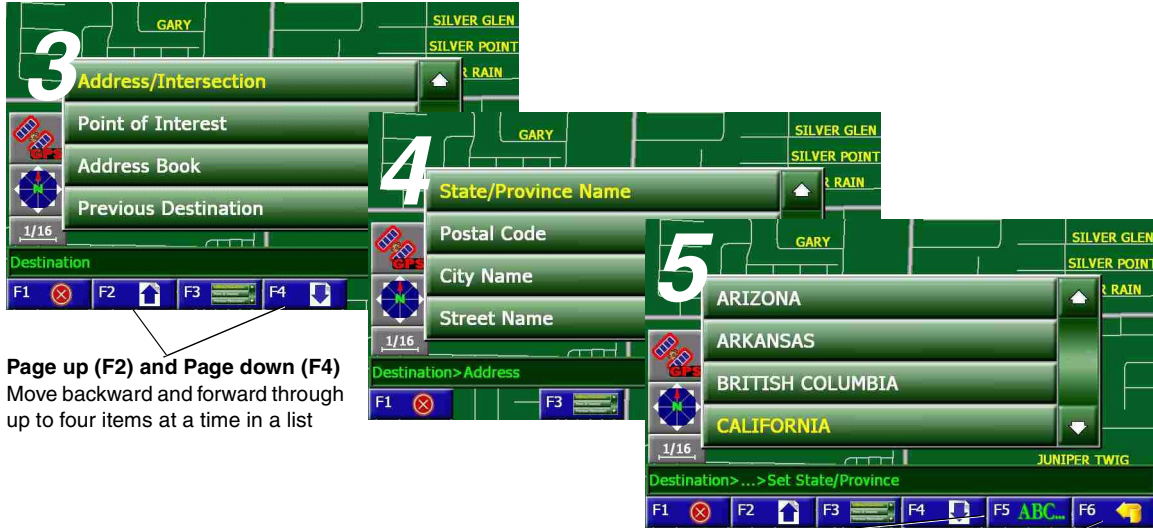 3
GARY
SILVER GLEN
SILVER POINT
R RAIN
Address/Intersection
Point of Interest
Address Book
Previous Destination
GPS
N
1/16
Destination
F1 F2 F3 F4
Page up (F2) and Page down (F4)
Move backward and forward through
up to four items at a time in a list
4
GARY
SILVER GLEN
SILVER POINT
R RAIN
State/Province Name
Postal Code
City Name
Street Name
GPS
N
1/16
Destination>Address
F1 F3
5
GARY
SILVER GLEN
SILVER POINT
R RAIN
ARIZONA
ARKANSAS
BRITISH COLUMBIA
CALIFORNIA
GPS
N
1/16
JUNIPER TWIG
Destination>...>Set State/Province
F1 F2 F3 F4 F5 ABC... F6